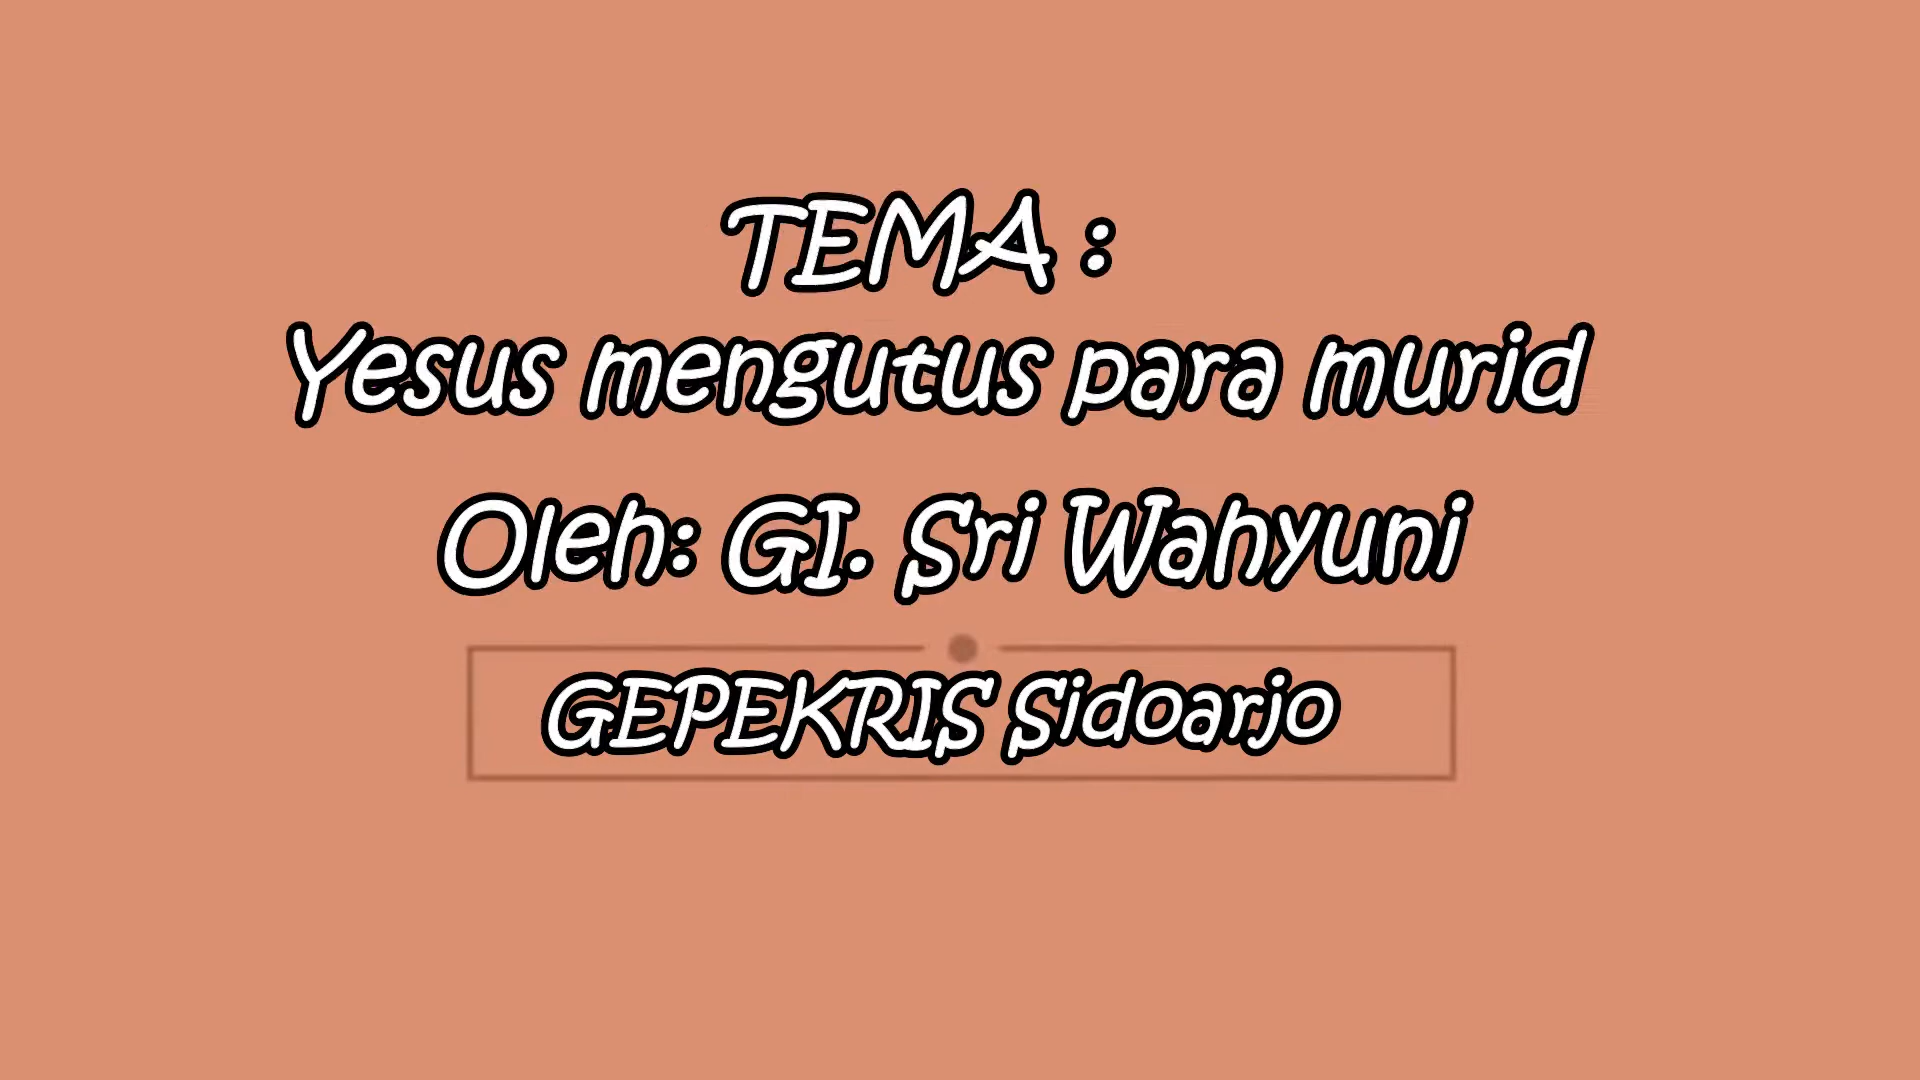 TEMA :
Yesus mengutus para murid
Oleh: GI. Sri Wahyuni
GEPEKRIS Sidoarjo